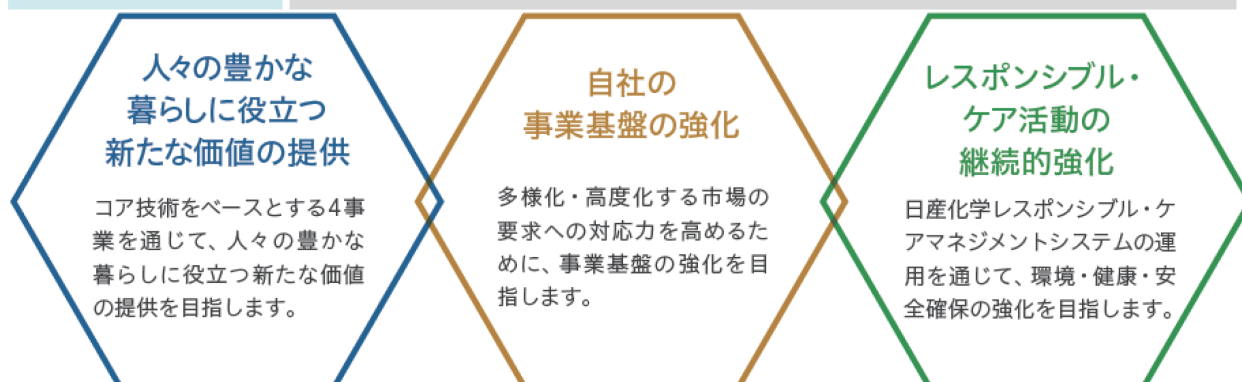 人々の豊かな
暮らしに役立つ
新たな価値の提供
コア技術をベースとする4事
業を通じて、人々の豊かな
暮らしに役立つ新たな価値
の提供を目指します。
自社の
事業基盤の強化
多様化・高度化する市場の
要求への対応力を高めるた
めに、事業基盤の強化を目
指します。
レスポンシブル・
ケア活動の
継続的強化
日産化学レスポンシブル・ケ
アマネジメントシステムの運
用を通じて、環境・健康・安
全確保の強化を目指します。